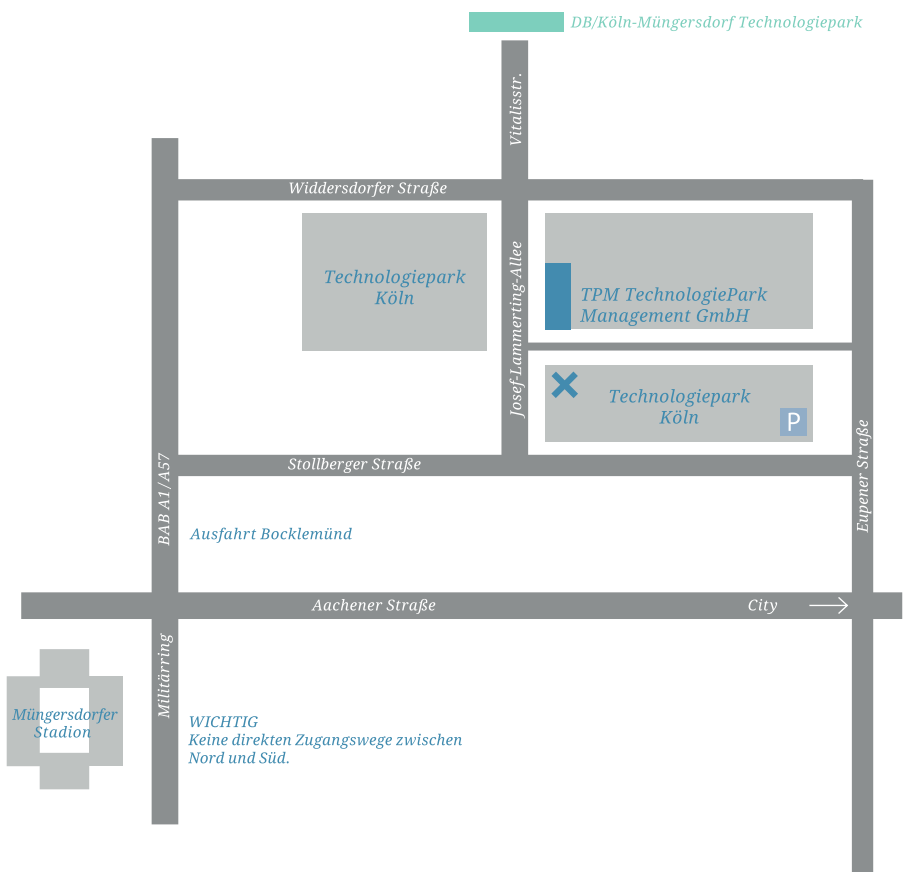 DB/Köln-Müngersdorf Technologiepark
Vitalisstr.
Widdersdorfer Straße
Technologiepark
Köln
Josef-Lammerting-Allee
TPM TechnologiePark
Management GmbH
Technologiepark
Köln
P
Eupener Straße
Stollberger Straße
BAB A1/A57
Ausfahrt Bocklemünd
Aachener Straße
City
Militärring
Müngersdorfer
Stadion
WICHTIG
Keine direkten Zugangswege zwischen
Nord und Süd.